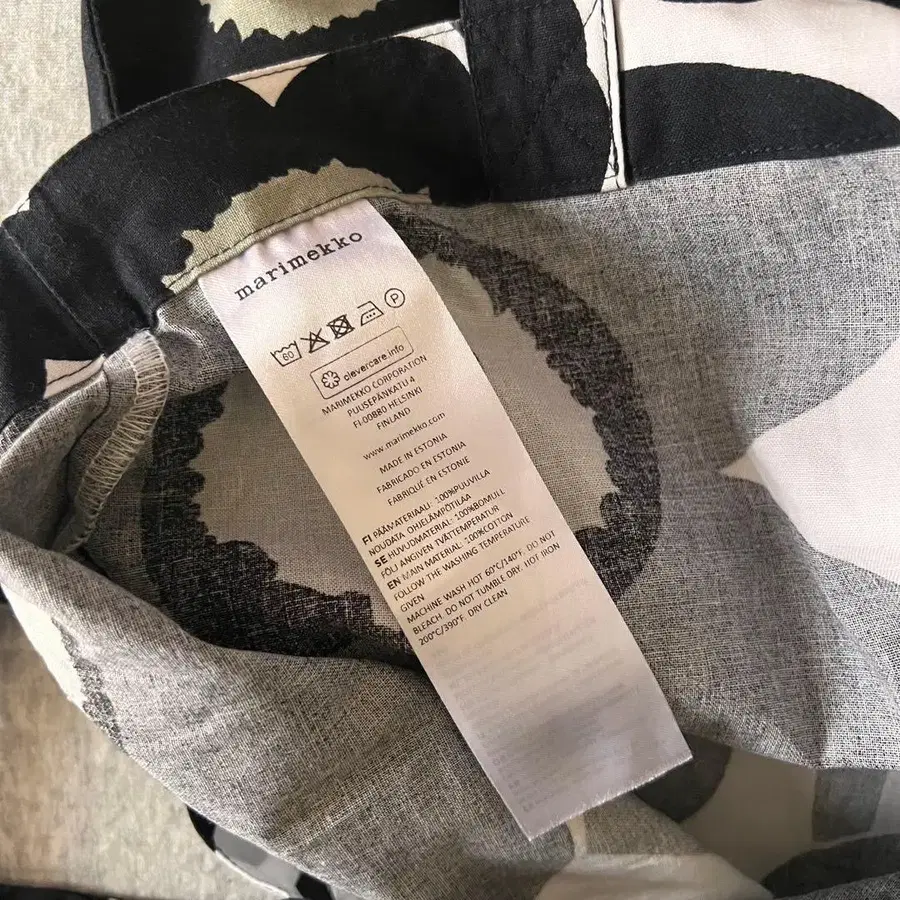 marimekko
60 P
clevercare.info
MARIMEKKO CORPORATION
PUUSEPÄNKATU 4
FI-00880 HELSINKI
FINLAND
www.marimekko.com
MADE IN ESTONIA
FABRICADO EN ESTONIA
FABRIQUÉ EN ESTONIE
FI PÄÄMATERIAALI: 100%PUUVILLA
NOUDATA OHJELÄMPÖTILAA
SE HUVUDMATERIAL: 100%BOMULL
FÖLJ ANGIVEN TVÄTTEMPERATUR
EN MAIN MATERIAL: 100%COTTON
FOLLOW THE WASHING TEMPERATURE
GIVEN
MACHINE WASH HOT 60°C/140°F. DO NOT
BLEACH. DO NOT TUMBLE DRY. HOT IRON
200°C/390°F. DRY CLEAN